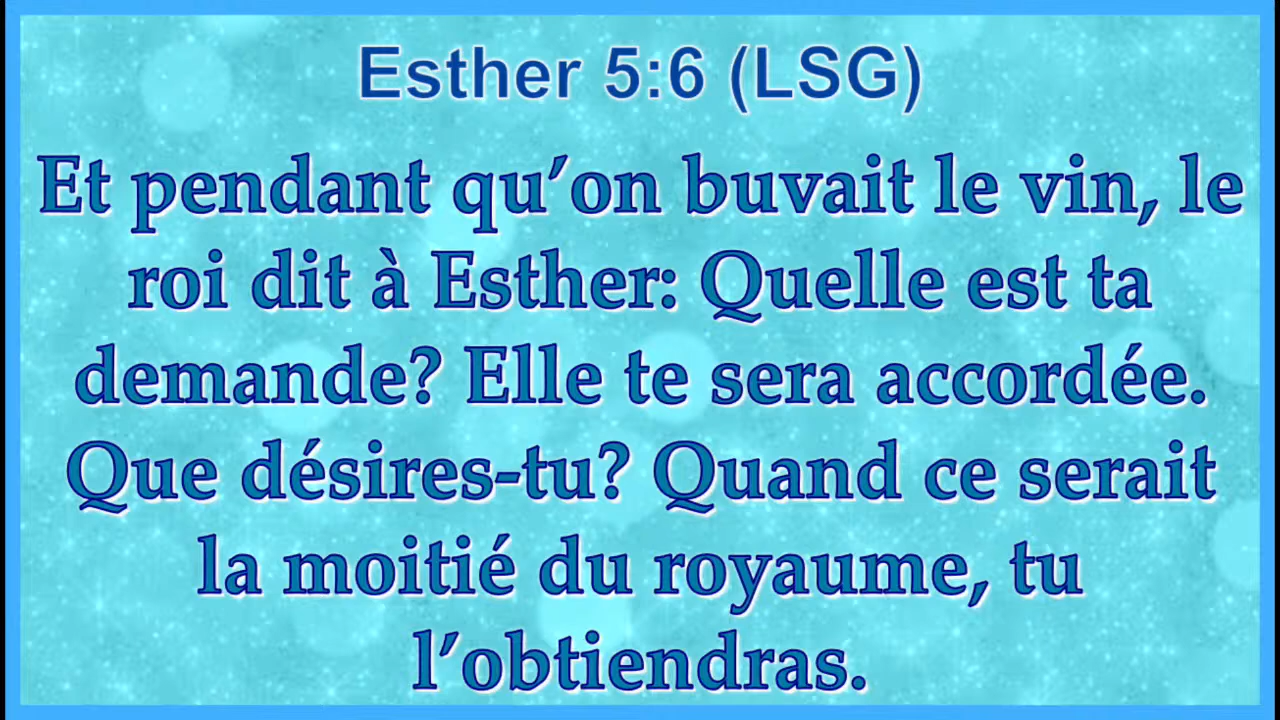 Esther 5:6 (LSG)
Et pendant qu’on buvait le vin, le
roi dit à Esther: Quelle est ta
demande? Elle te sera accordée.
Que désires-tu? Quand ce serait
la moitié du royaume, tu
l’obtiendras.